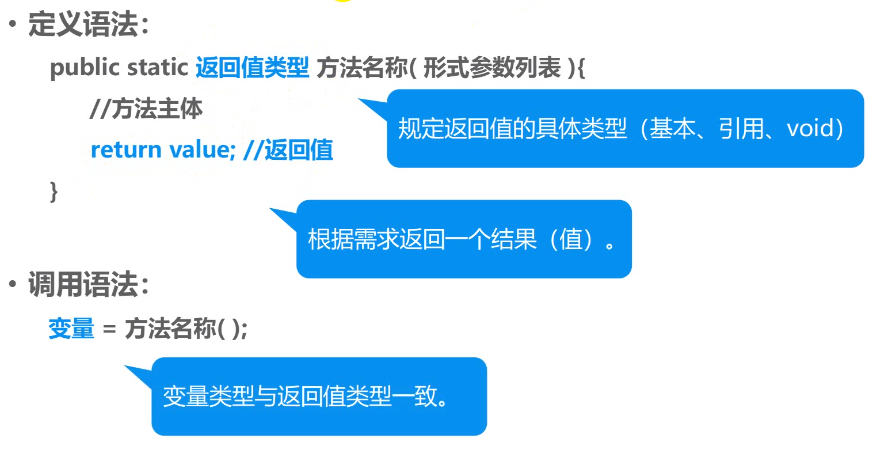 • 定义语法：
public static 返回值类型 方法名称( 形式参数列表 ){
//方法主体
规定返回值的具体类型（基本、引用、void）
return value; //返回值
}
根据需求返回一个结果（值）。
• 调用语法：
变量 = 方法名称( );
变量类型与返回值类型一致。